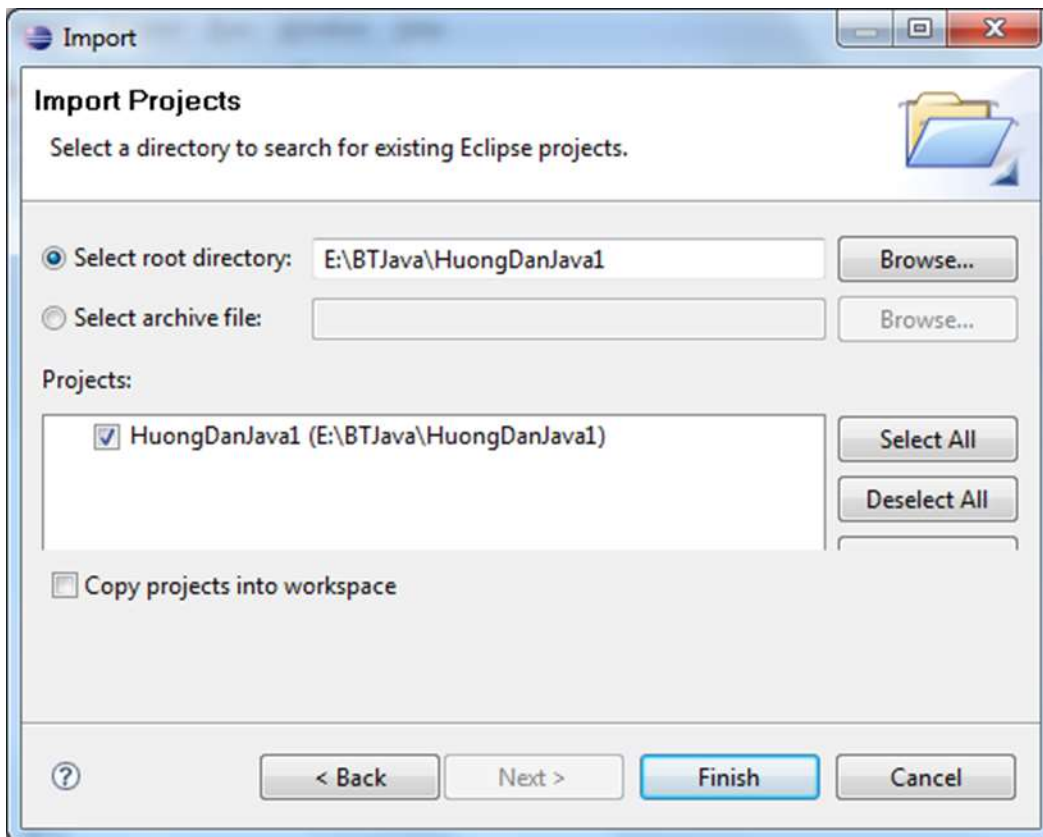 Import
Import Projects
Select a directory to search for existing Eclipse projects.
Select root directory: E:\BTJava\HuongDanJava1 Browse...
Select archive file: Browse...
Projects:
HuongDanJava1 (E:\BTJava\HuongDanJava1) Select All
Deselect All
Copy projects into workspace
? < Back Next > Finish Cancel